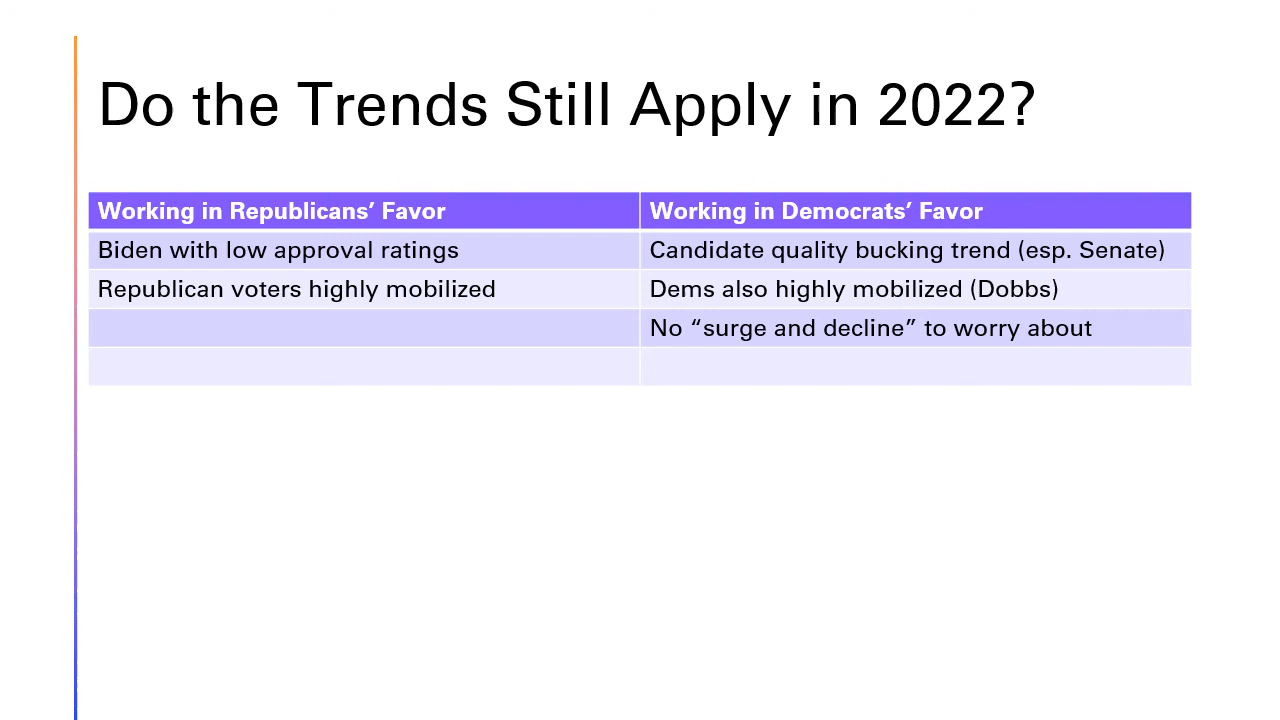 Do the Trends Still Apply in 2022?
Working in Republicans’ Favor
Working in Democrats’ Favor
Biden with low approval ratings
Candidate quality bucking trend (esp. Senate)
Republican voters highly mobilized
Dems also highly mobilized (Dobbs)
No “surge and decline” to worry about